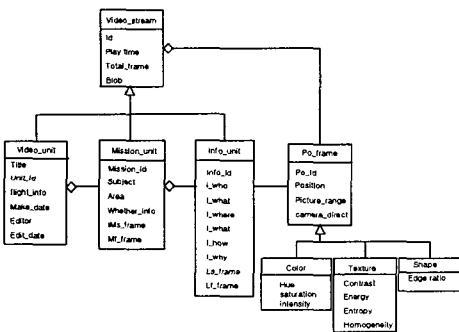 Video_stream
Id
Play time
Total_frame
Blob
Video_unit
Title
Unit_Id
flight_info
Make_date
Editor
Edit_date
Mission_unit
Mission_id
Subject
Area
Whether_info
Ms_frame
Mf_frame
Info_unit
Info_Id
i_who
i_what
I_where
I_what
I_how
I_why
Ls_frame
Lf_frame
Po_frame
Po_Id
Position
Picture_range
camera_direct
Color
Hue
saturation
intensity
Texture
Contrast
Energy
Entropy
Homogeneity
Shape
Edge ratio